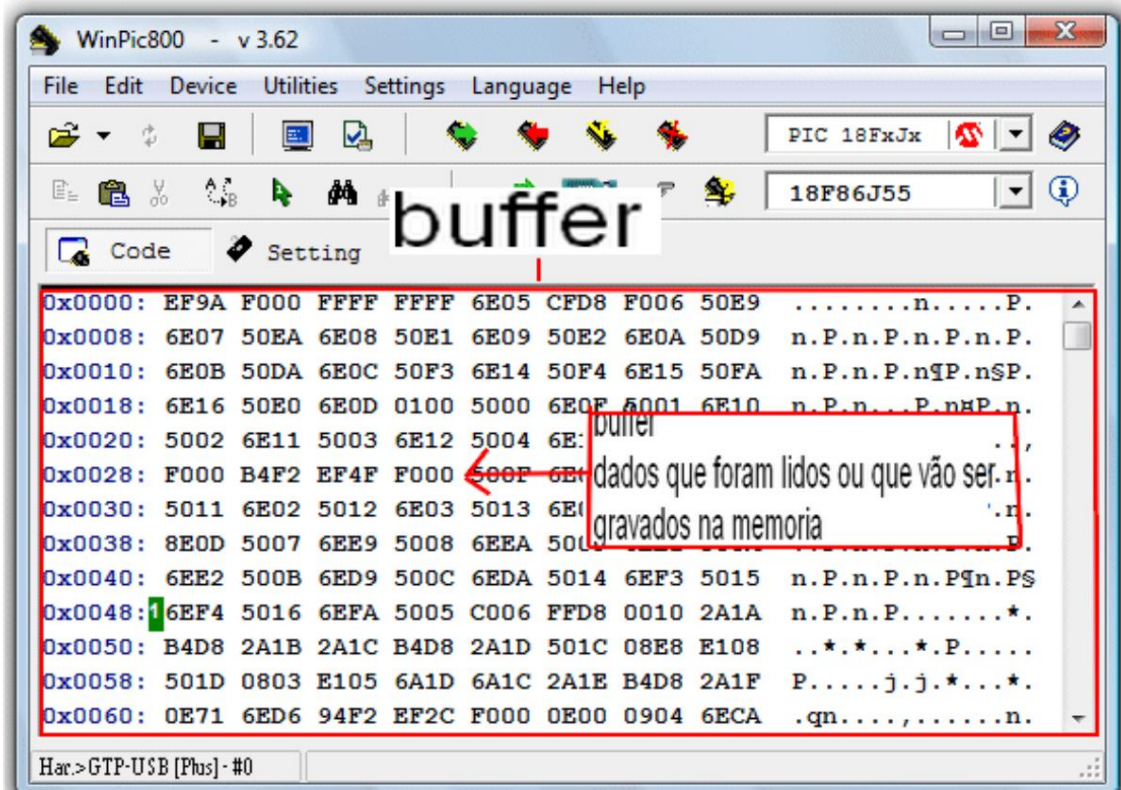 WinPic800 - v 3.62
File Edit Device Utilities Settings Language Help
PIC 18FxJx
18F86J55
buffer
Code Setting
0x0000: EF9A F000 FFFF FFFF 6E05 CFD8 F006 50E9 ........n.....P.
0x0008: 6E07 50EA 6E08 50E1 6E09 50E2 6E0A 50D9 n.P.n.P.n.P.n.P.
0x0010: 6E0B 50DA 6E0C 50F3 6E14 50F4 6E15 50FA n.P.n.P.n¶P.n§P.
0x0018: 6E16 50E0 6E0D 0100 5000 6E0F 5001 6E10 n.P.n...P.n¤P.n.
0x0020: 5002 6E11 5003 6E12 5004
0x0028: F000 B4F2 EF4F F000 500F
0x0030: 5011 6E02 5012 6E03 5013
0x0038: 8E0D 5007 6EE9 5008 6EEA
buffer
dados que foram lidos ou que vão ser
gravados na memoria
0x0040: 6EE2 500B 6ED9 500C 6EDA 5014 6EF3 5015 n.P.n.P.n.P¶n.P§
0x0048: 16EF4 5016 6EFA 5005 C006 FFD8 0010 2A1A n.P.n.P.......*.
0x0050: B4D8 2A1B 2A1C B4D8 2A1D 501C 08E8 E108 ..*.*...*.P.....
0x0058: 501D 0803 E105 6A1D 6A1C 2A1E B4D8 2A1F P.....j.j.*...*.
0x0060: 0E71 6ED6 94F2 EF2C F000 0E00 0904 6ECA .qn....,......n.
Har.>GTP-USB [Plus] - #0